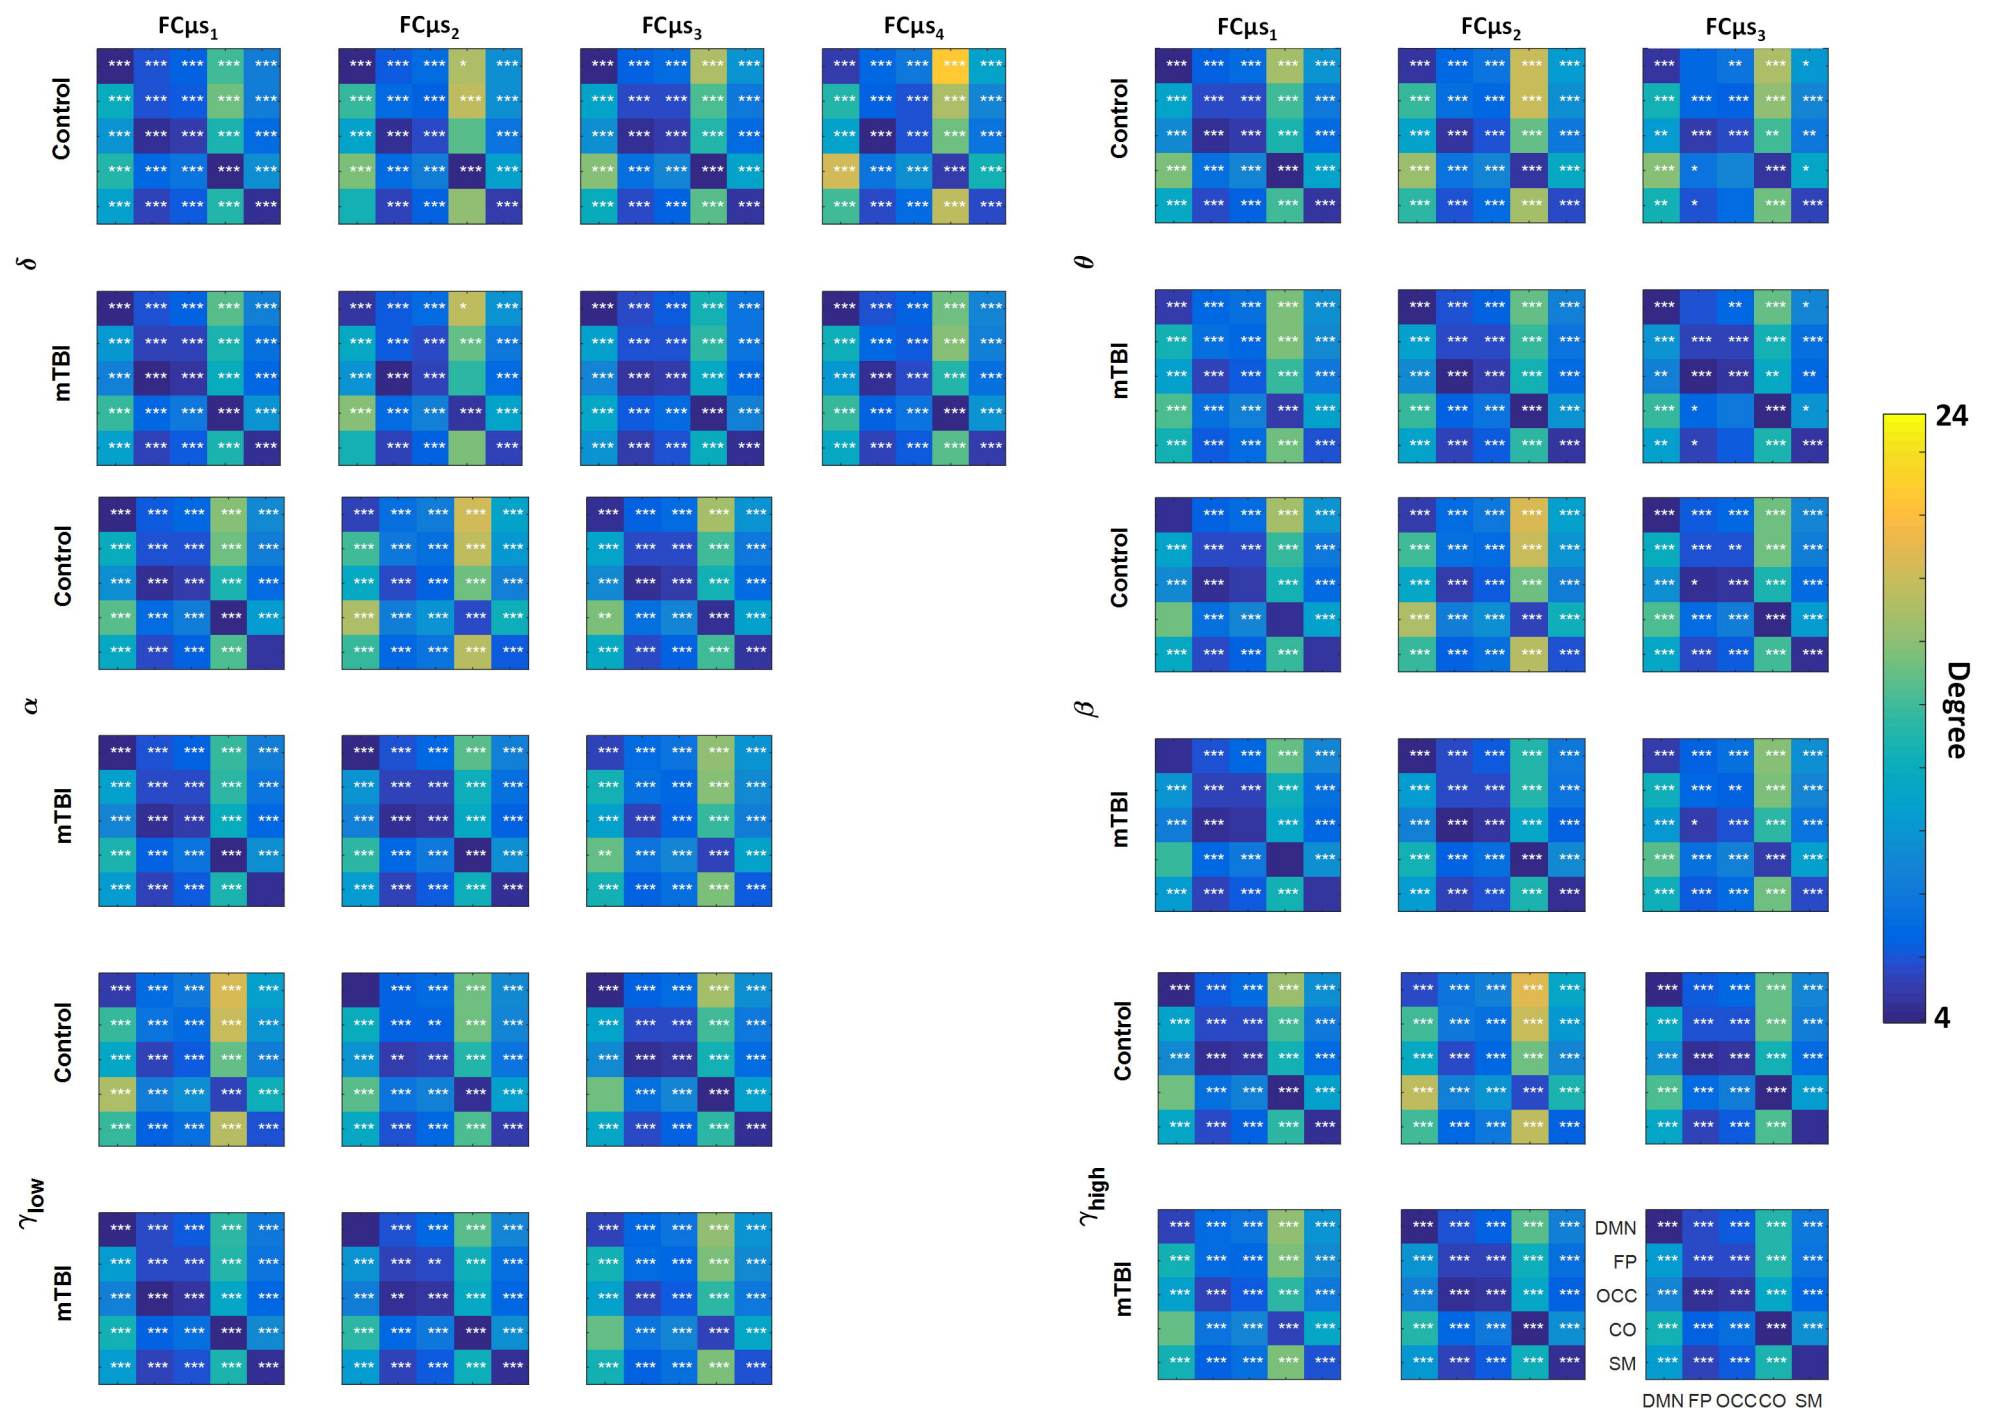 FCμs1 FCμs2 FCμs3 FCμs4 FCμs1 FCμs2 FCμs3
Control Control
δ θ
mTBI mTBI
24
Control Control
Degree
α β
mTBI mTBI
4
Control Control
γlow γhigh
mTBI mTBI
DMN
FP
OCC
CO
SM
DMN FP OCC CO SM